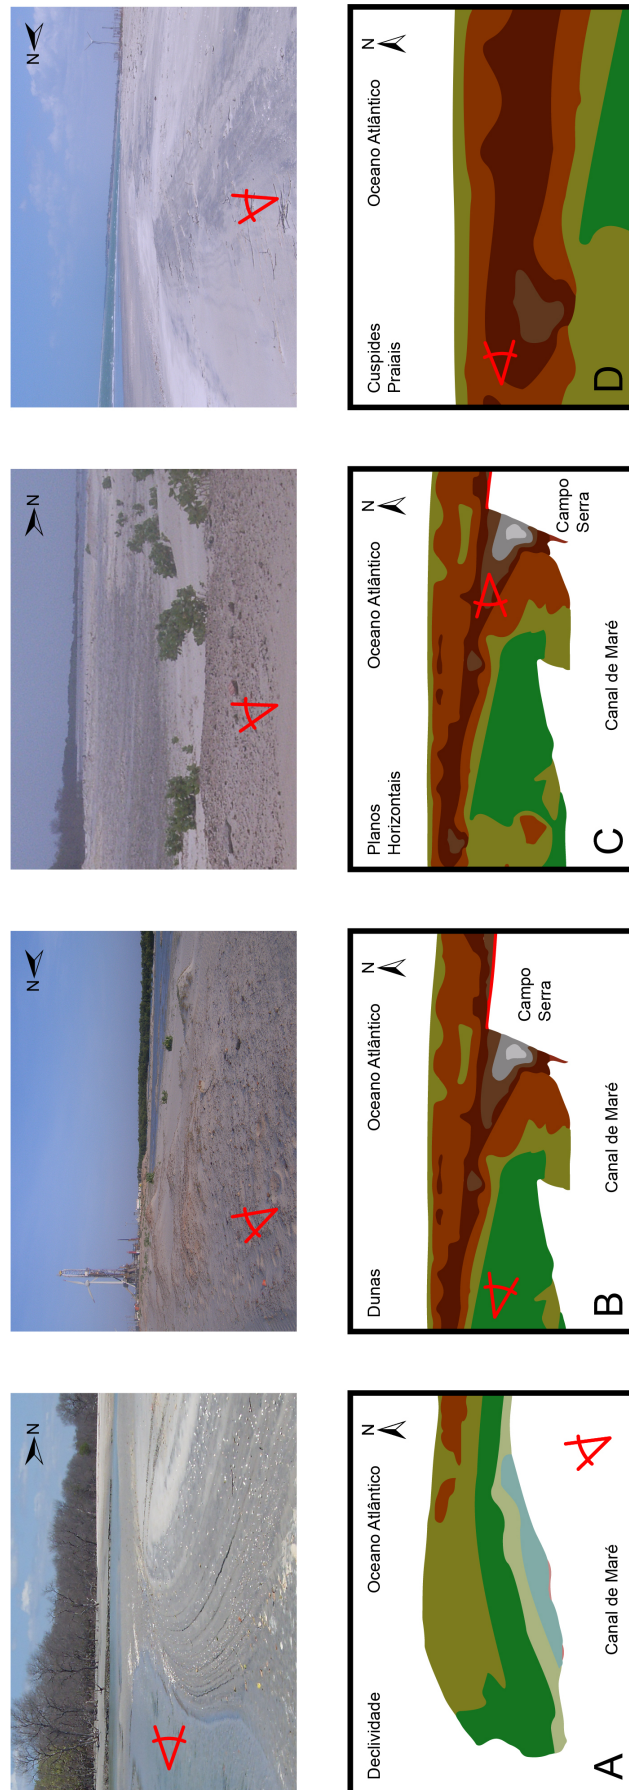 N
N
N
N
Declividade
Oceano Atlântico
N
Canal de Maré
A
Dunas
Oceano Atlântico
N
Campo
Serra
Canal de Maré
B
Planos
Horizontais
Oceano Atlântico
N
Campo
Serra
Canal de Maré
C
Cuspides
Praiais
Oceano Atlântico
N
D